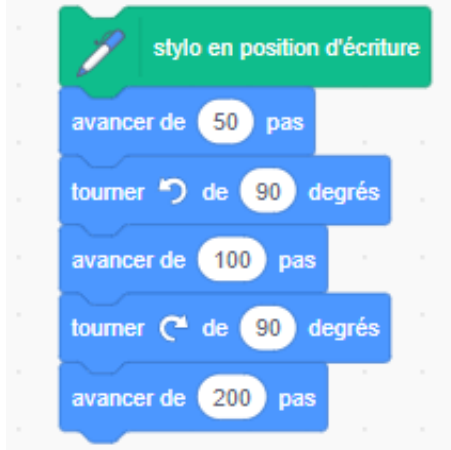 stylo en position d'écriture
avancer de 50 pas
tourner de 90 degrés
avancer de 100 pas
tourner de 90 degrés
avancer de 200 pas